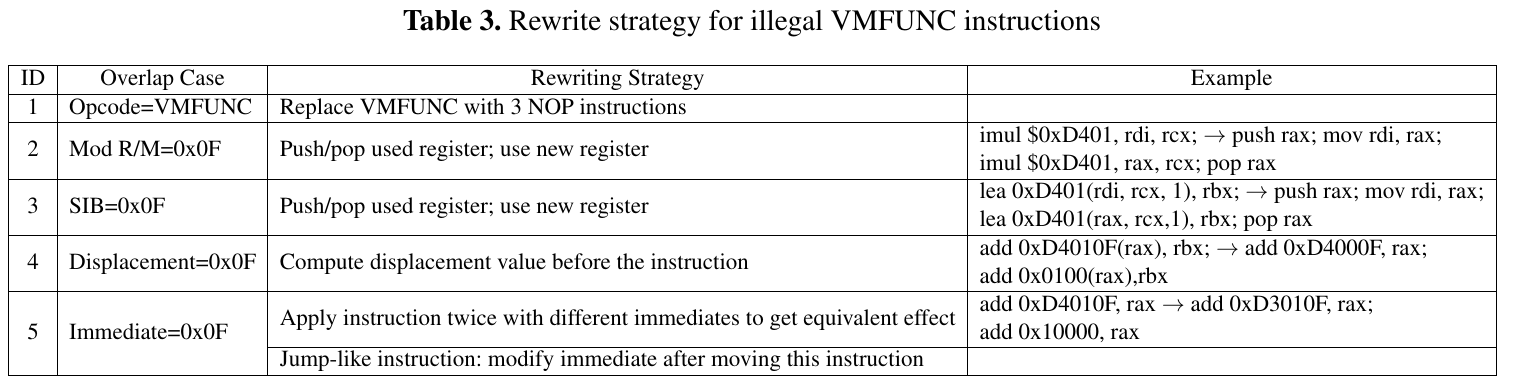 Table 3. Rewrite strategy for illegal VMFUNC instructions
ID Overlap Case Rewriting Strategy Example
1 Opcode=VMFUNC Replace VMFUNC with 3 NOP instructions
2 Mod R/M=0x0F Push/pop used register; use new register imul $0xD401, rdi, rcx; → push rax; mov rdi, rax;
imul $0xD401, rax, rcx; pop rax
3 SIB=0x0F Push/pop used register; use new register lea 0xD401(rdi, rcx, 1), rbx; → push rax; mov rdi, rax;
lea 0xD401(rax, rcx,1), rbx; pop rax
4 Displacement=0x0F Compute displacement value before the instruction add 0xD4010F(rax), rbx; → add 0xD4000F, rax;
add 0x0100(rax),rbx
5 Immediate=0x0F Apply instruction twice with different immediates to get equivalent effect add 0xD4010F, rax → add 0xD3010F, rax;
add 0x10000, rax
Jump-like instruction: modify immediate after moving this instruction